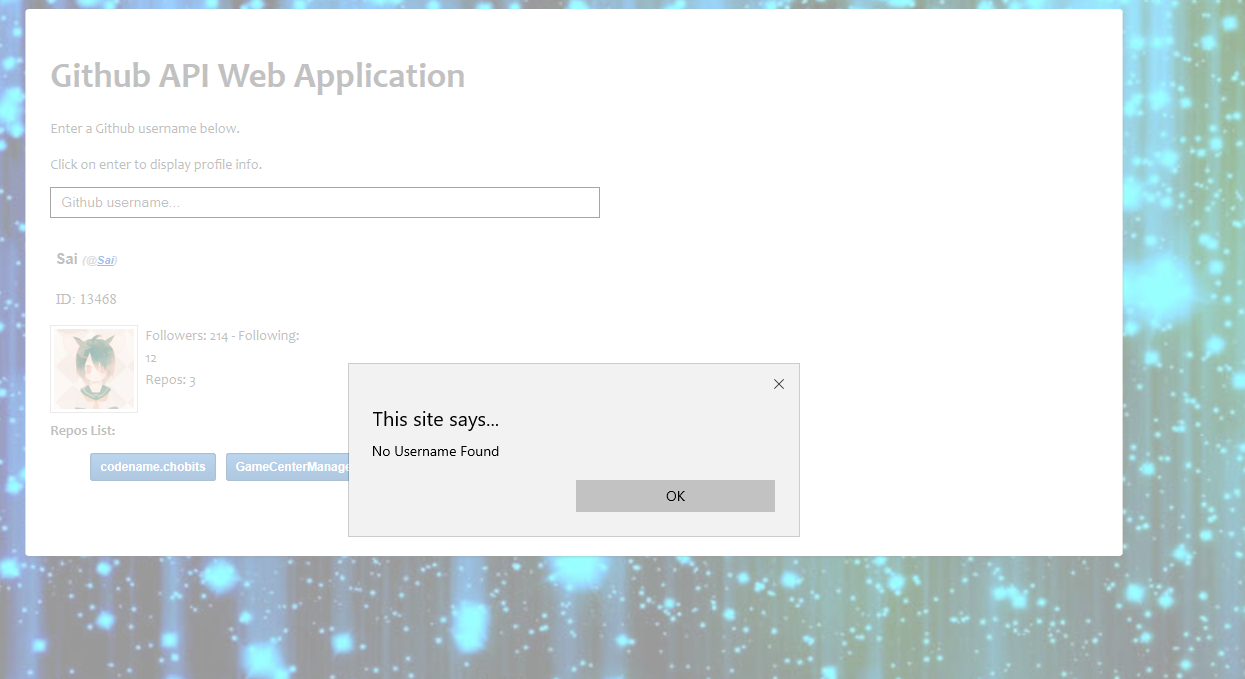 Github API Web Application
Enter a Github username below.
Click on enter to display profile info.
Github username...
Sai (@Sai)
ID: 13468
Followers: 214 - Following:
12
Repos: 3
Repos List:
codename.chobits
This site says...
No Username Found
OK